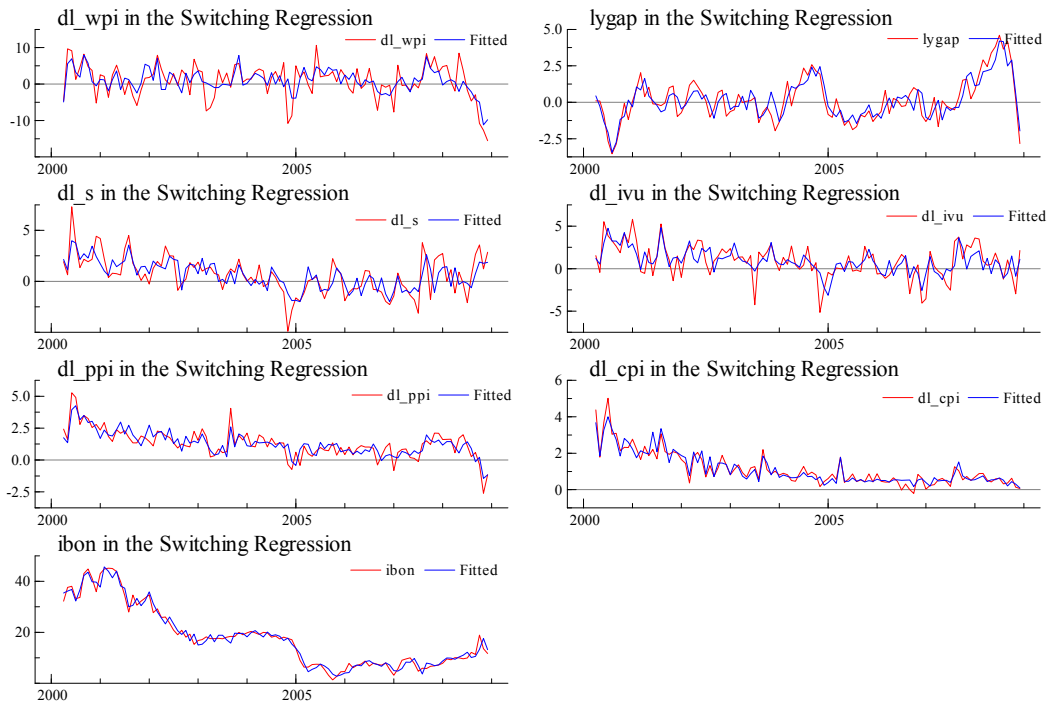 dl_wpi in the Switching Regression
dl_wpi Fitted
10
0
-10
2000 2005
lygap in the Switching Regression
lygap Fitted
5.0
2.5
0.0
-2.5
2000 2005
dl_s in the Switching Regression
dl_s Fitted
5
0
2000 2005
dl_ivu in the Switching Regression
dl_ivu Fitted
5
0
-5
2000 2005
dl_ppi in the Switching Regression
dl_ppi Fitted
5.0
2.5
0.0
-2.5
2000 2005
dl_cpi in the Switching Regression
dl_cpi Fitted
6
4
2
0
2000 2005
ibon in the Switching Regression
ibon Fitted
40
20
2000 2005